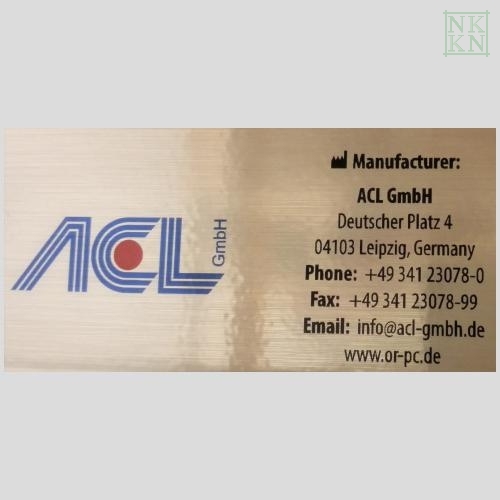 NK
KN
ACL
GmbH
Manufacturer:
ACL GmbH
Deutscher Platz 4
04103 Leipzig, Germany
Phone: +49 341 23078-0
Fax: +49 341 23078-99
Email: info@acl-gmbh.de
www.or-pc.de